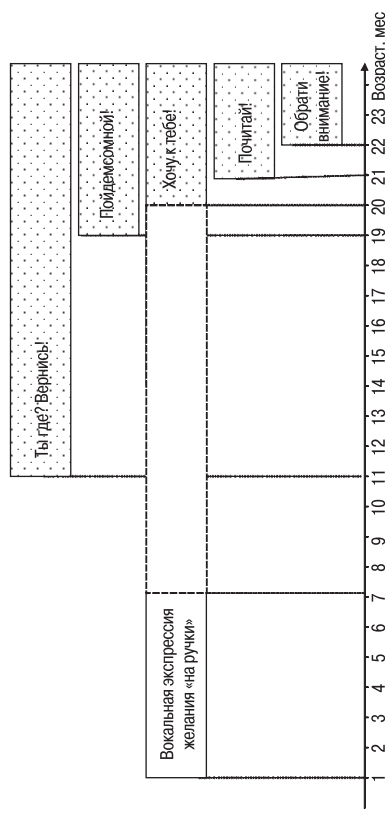 Ты где? Вернись!
Пойдемсомной!
Хочу к тебе!
Почитай!
Обрати
внимание!
Вокальная экспрессия
желания «на ручки»
1 2 3 4 5 6 7 8 9 10 11 12 13 14 15 16 17 18 19 20 21 22 23 Возраст, мес